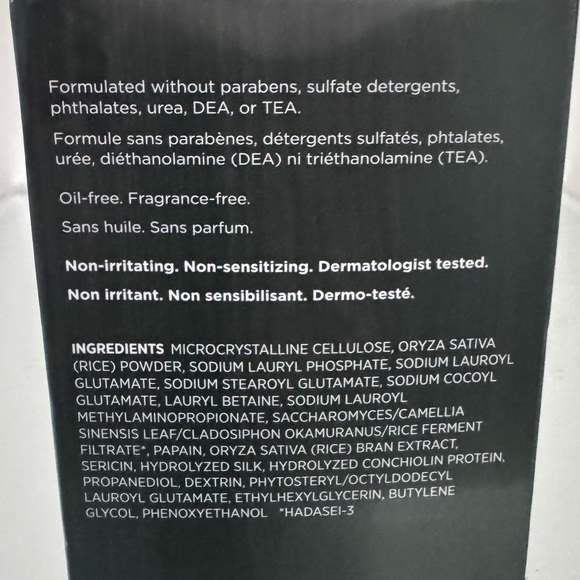 Formulated without parabens, sulfate detergents,
phthalates, urea, DEA, or TEA.
Formule sans parabènes, détergents sulfatés, phtalates,
urée, diéthanolamine (DEA) ni triéthanolamine (TEA).
Oil-free. Fragrance-free.
Sans huile. Sans parfum.
Non-irritating. Non-sensitizing. Dermatologist tested.
Non irritant. Non sensibilisant. Dermo-testé.
INGREDIENTS MICROCRYSTALLINE CELLULOSE, ORYZA SATIVA
(RICE) POWDER, SODIUM LAURYL PHOSPHATE, SODIUM LAUROYL
GLUTAMATE, SODIUM STEAROYL GLUTAMATE, SODIUM COCOYL
GLUTAMATE, LAURYL BETAINE, SODIUM LAUROYL
METHYLAMINOPROPIONATE, SACCHAROMYCES/CAMELLIA
SINENSIS LEAF/CLADOSIPHON OKAMURANUS/RICE FERMENT
FILTRATE*, PAPAIN, ORYZA SATIVA (RICE) BRAN EXTRACT,
SERICIN, HYDROLYZED SILK, HYDROLYZED CONCHIOLIN PROTEIN,
PROPANEDIOL, DEXTRIN, PHYTOSTERYL/OCTYLDODECYL
LAUROYL GLUTAMATE, ETHYLHEXYLGLYCERIN, BUTYLENE
GLYCOL, PHENOXYETHANOL *HADASEI-3